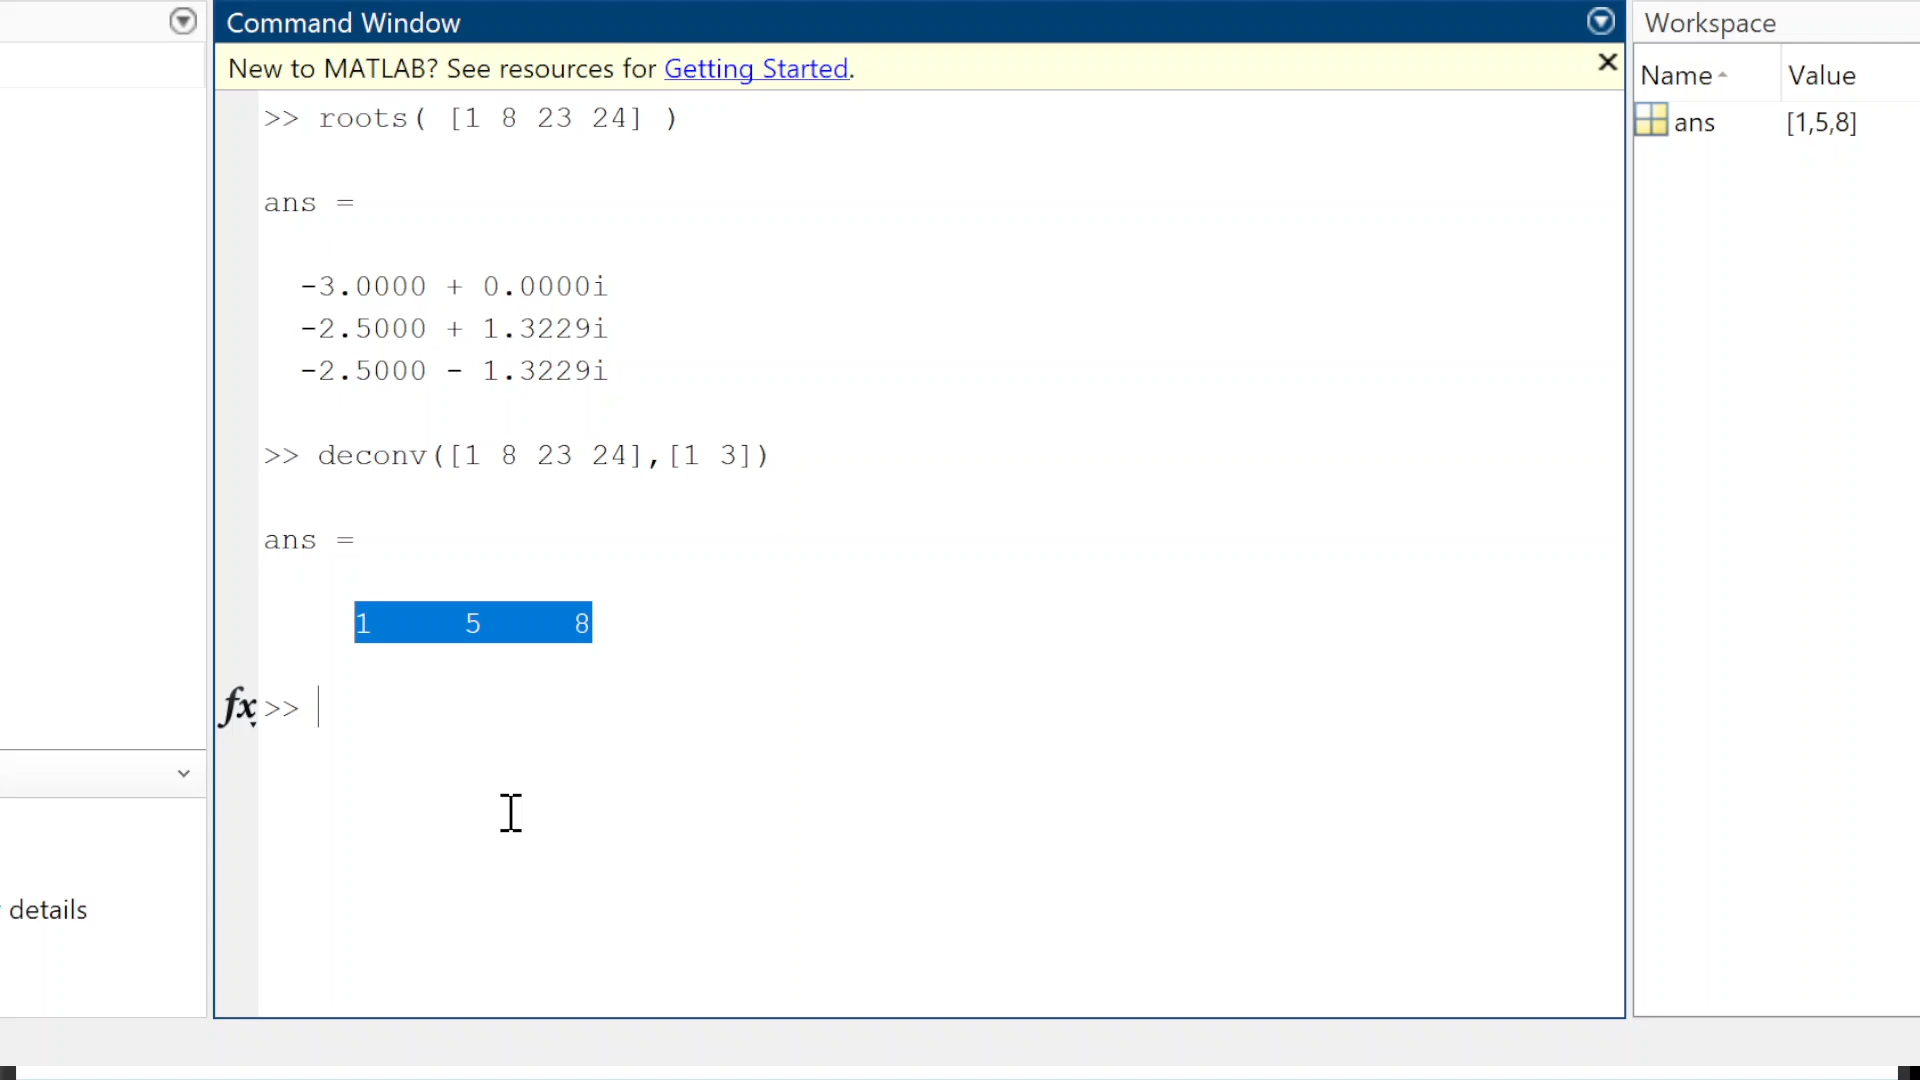 Command Window
New to MATLAB? See resources for Getting Started.
>> roots( [1 8 23 24] )
ans =
-3.0000 + 0.0000i
-2.5000 + 1.3229i
-2.5000 - 1.3229i
>> deconv([1 8 23 24],[1 3])
ans =
1 5 8
fx >>
details
Workspace
Name Value
ans [1,5,8]